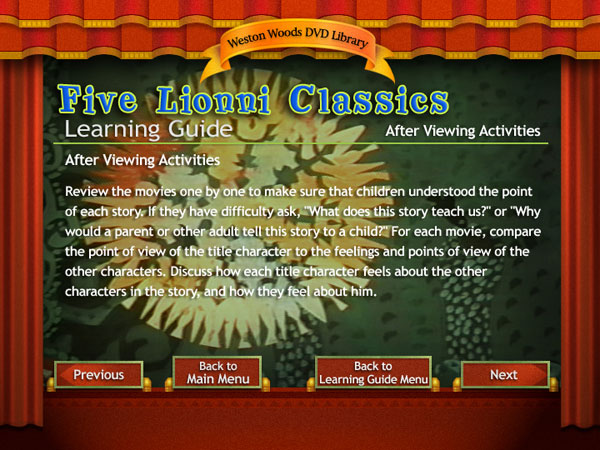 Weston Woods DVD Library
Five Lionni Classics
Learning Guide
After Viewing Activities
After Viewing Activities
Review the movies one by one to make sure that children understood the point
of each story. If they have difficulty ask, "What does this story teach us?" or "Why
would a parent or other adult tell this story to a child?" For each movie, compare
the point of view of the title character to the feelings and points of view of the
other characters. Discuss how each title character feels about the other
characters in the story, and how they feel about him.
Previous
Back to
Main Menu
Back to
Learning Guide Menu
Next